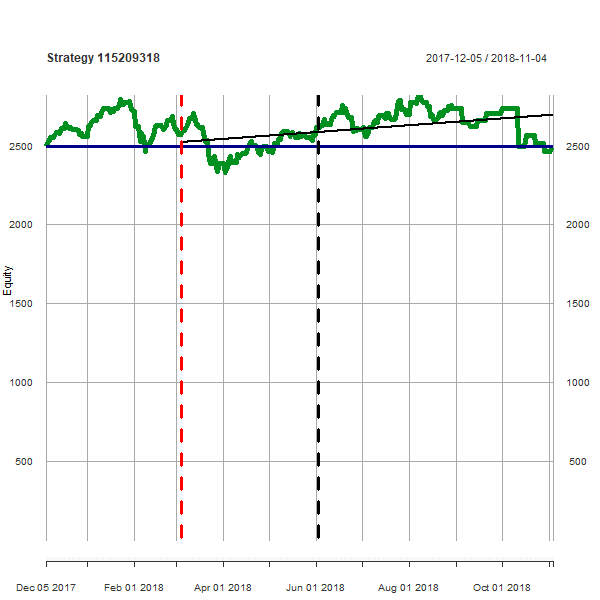 Strategy 115209318
2017-12-05 / 2018-11-04
2500
2500
2000
2000
Equity
1500
1500
1000
1000
500
500
Dec 05 2017
Feb 01 2018
Apr 01 2018
Jun 01 2018
Aug 01 2018
Oct 01 2018